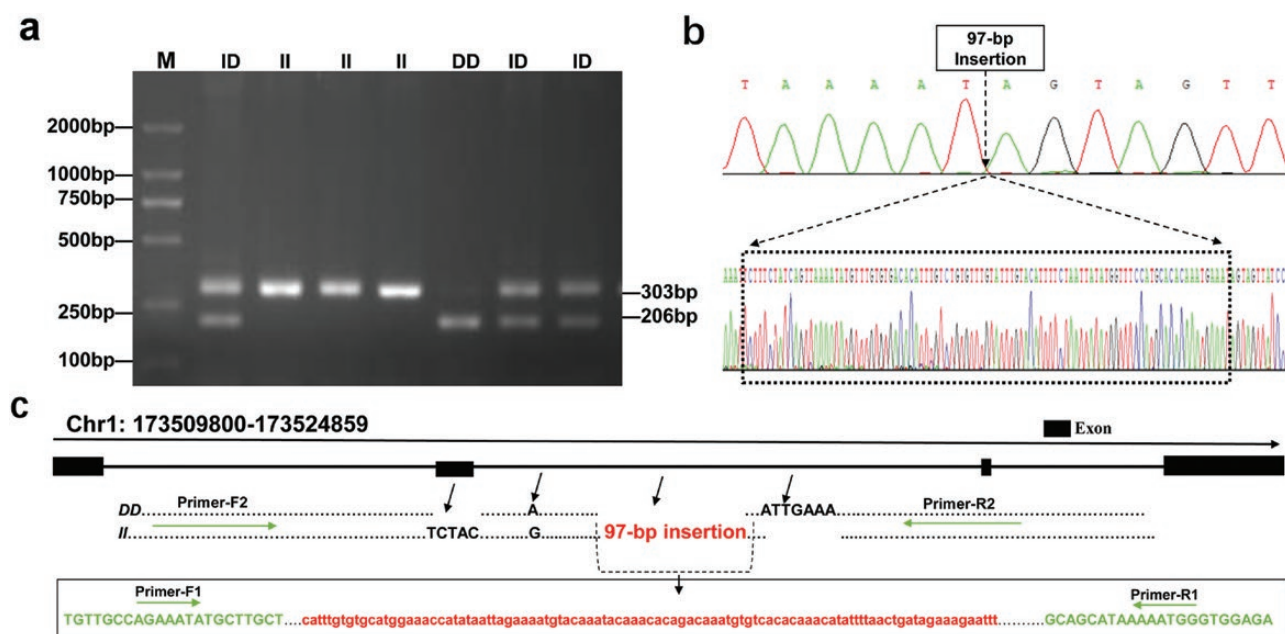 a
M ID II II II DD ID ID
2000bp
1000bp
750bp
500bp
250bp
100bp
303bp
206bp
b
97-bp
Insertion
T A A A A T A G T A G T T
c
Chr1: 173509800-173524859
Exon
DD Primer-F2 A ATTGAAA Primer-R2
II TCTAC G 97-bp insertion
Primer-F1 Primer-R1
TGTTGCCAGAAATATGCTTGCT....catttgtgtgcatggaaaccatataattagaaaatgtacaaatacaaacacagacaaatgtgtcacacaaacatattttaactgatagaaagaattt..........GCAGCATAAAAATGGGTGGAGA